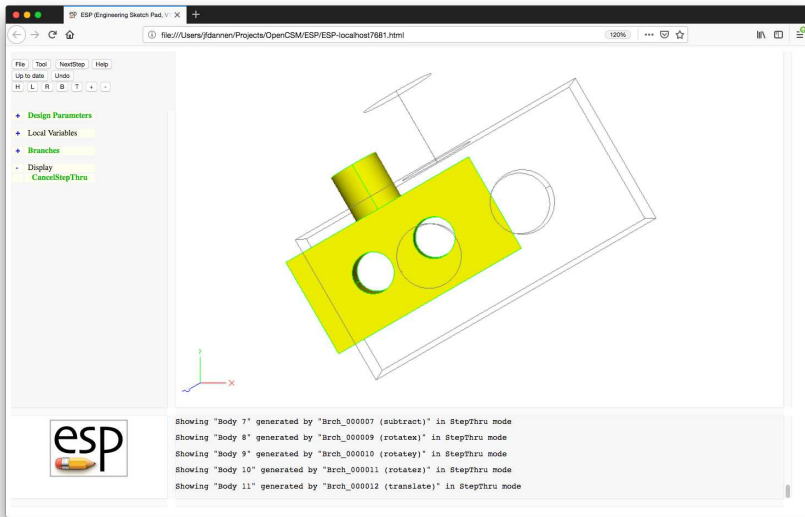 ESP (Engineering Sketch Pad, V
file:///Users/jfdannen/Projects/OpenCSM/ESP/ESP-localhost7681.html
120%
File Tool NextStep Help
Up to date Undo
H L R B T + -
+ Design Parameters
+ Local Variables
+ Branches
- Display
CancelStepThru
y
x
esp
Showing "Body 7" generated by "Brch_000007 (subtract)" in StepThru mode
Showing "Body 8" generated by "Brch_000009 (rotatex)" in StepThru mode
Showing "Body 9" generated by "Brch_000010 (rotatey)" in StepThru mode
Showing "Body 10" generated by "Brch_000011 (rotatez)" in StepThru mode
Showing "Body 11" generated by "Brch_000012 (translate)" in StepThru mode